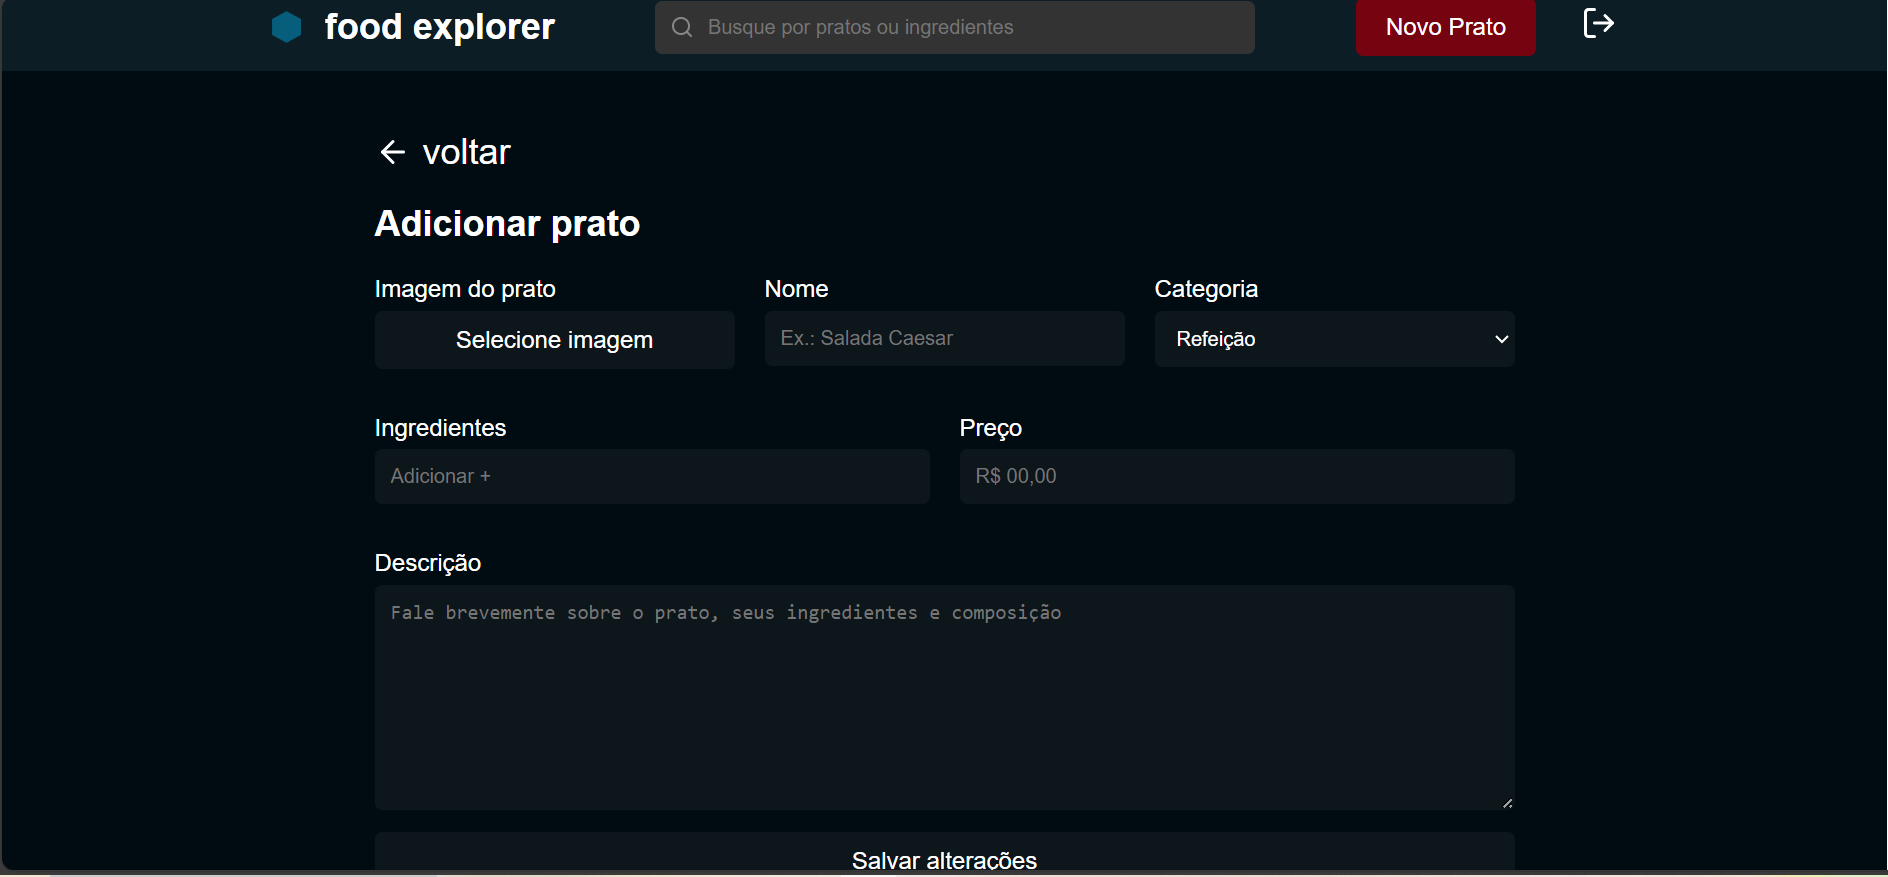 food explorer
Busque por pratos ou ingredientes
Novo Prato
voltar
Adicionar prato
Imagem do prato
Nome
Categoria
Selecione imagem
Ex.: Salada Caesar
Refeição
Ingredientes
Preço
Adicionar +
R$ 00,00
Descrição
Fale brevemente sobre o prato, seus ingredientes e composição
Salvar alterações